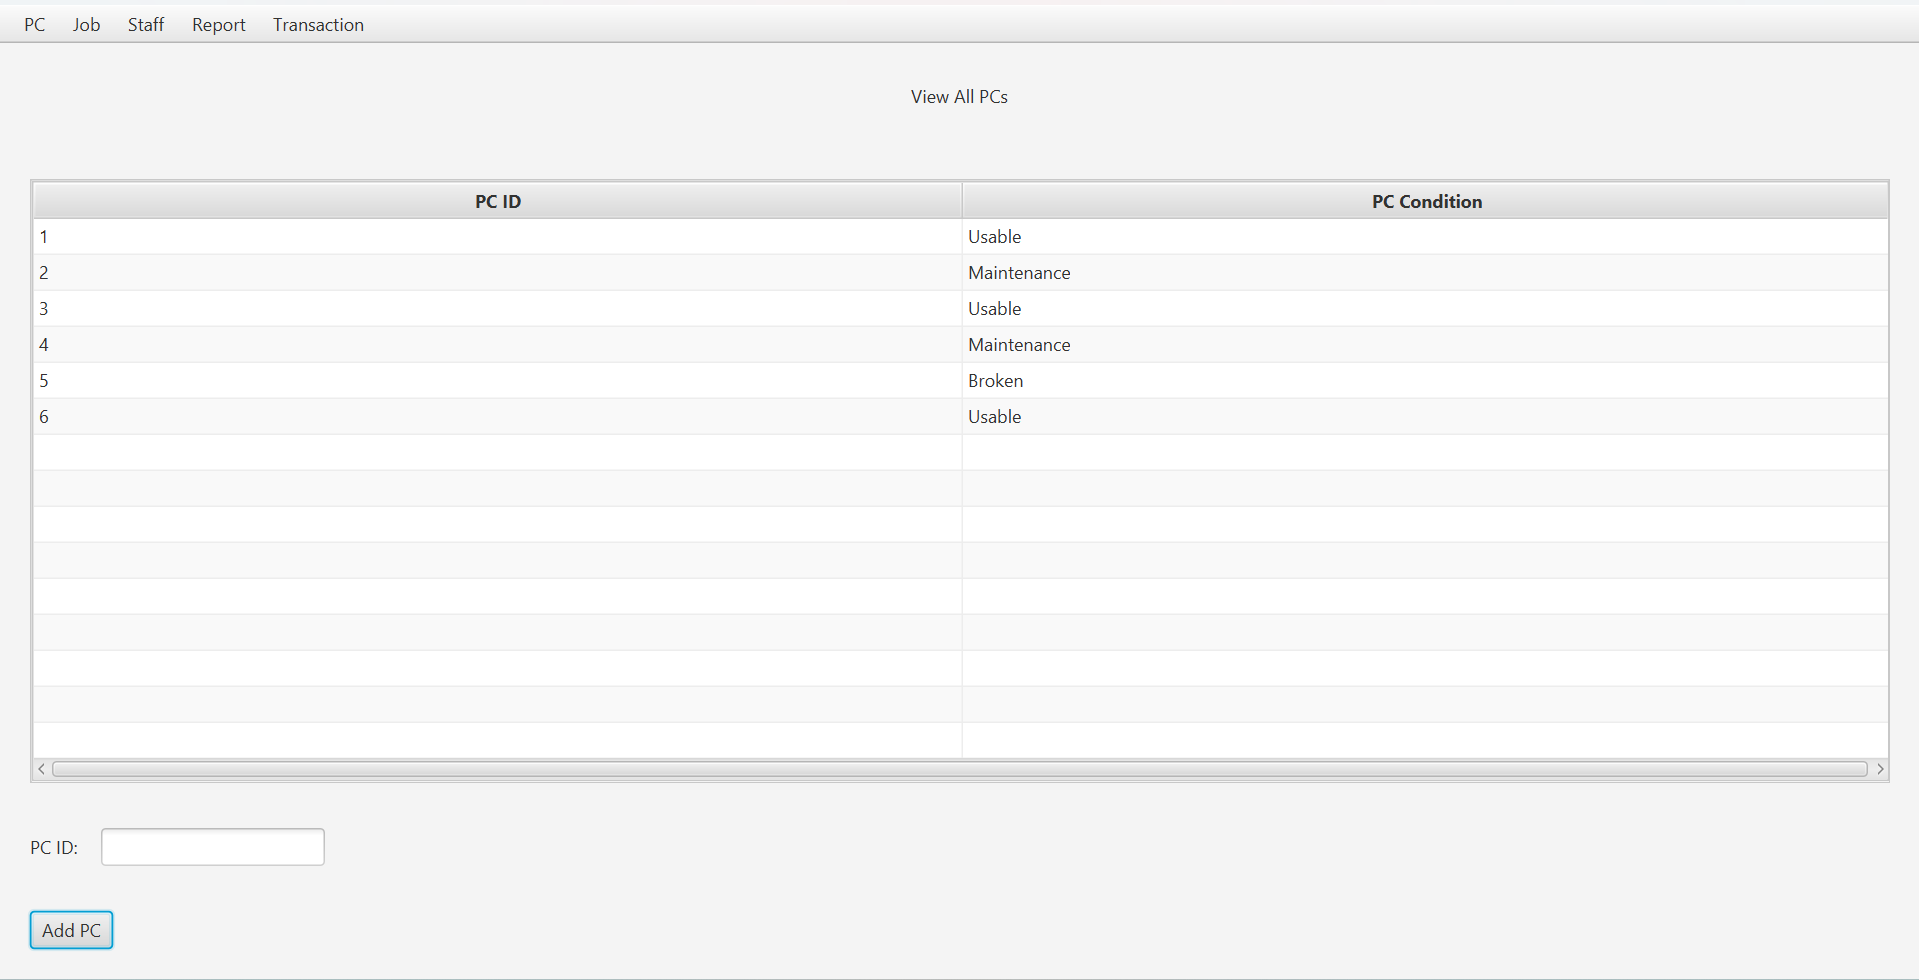 PC Job Staff Report Transaction
View All PCs
PC ID PC Condition
1 Usable
2 Maintenance
3 Usable
4 Maintenance
5 Broken
6 Usable
PC ID:
Add PC